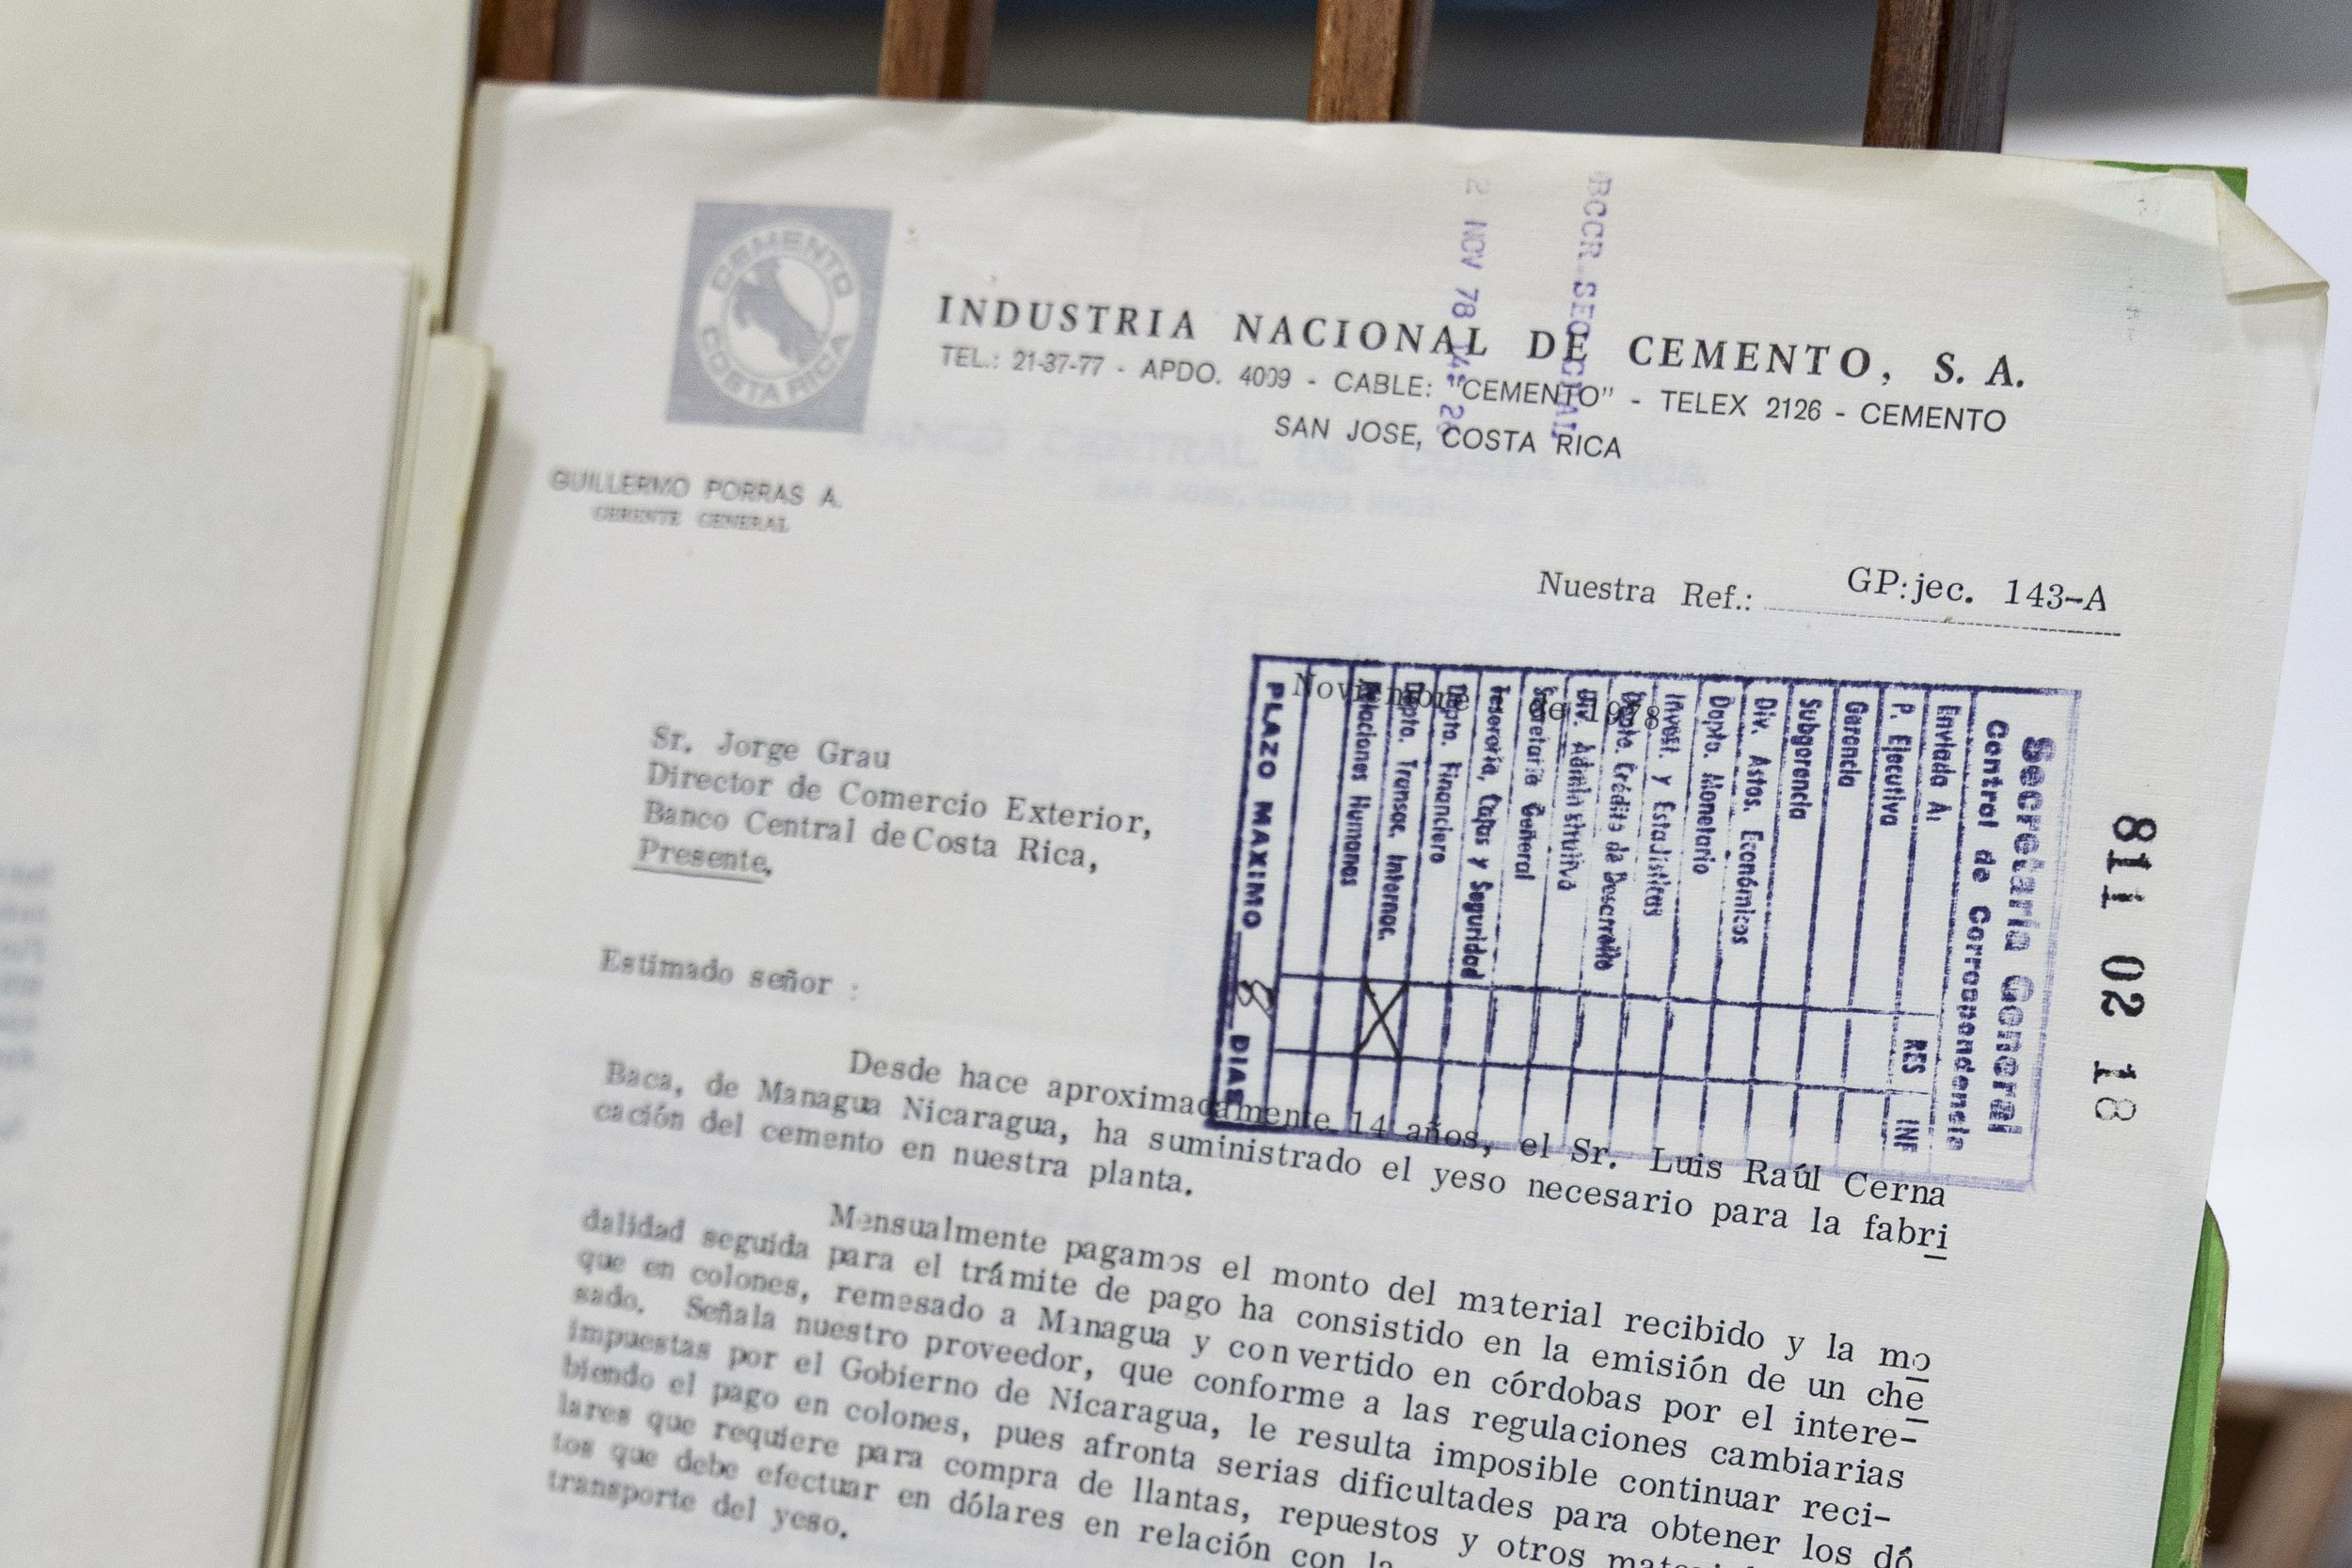 CEMENTO
COSTA RICA
INDUSTRIA NACIONAL DE CEMENTO, S. A.
TEL.: 21-37-77 - APDO. 4009 - CABLE: "CEMENTO" - TELEX 2126 - CEMENTO
SAN JOSE, COSTA RICA
BCCR SEC
2 NOV 78 14: 26
GUILLERMO PORRAS A.
GERENTE GENERAL
Nuestra Ref.: GP:jec. 143-A
Noviembre de 1978
Sr. Jorge Grau
Director de Comercio Exterior,
Banco Central de Costa Rica,
Presente,
811 02 18
Secretaría General
Control de Correspondencia
Enviado A: RES INF
P. Ejecutiva
Gerencia
Subgerencia
Div. Astos. Económicos
Depto. Monetario
Invest. y Estadísticas
Depto. Crédito de Desarrollo
Div. Administrativa
Secretaría General
Tesorería, Cajas y Seguridad
Depto. Financiero
Depto. Transac. Internac. X
Relaciones Humanas
PLAZO MAXIMO 8 DIAS
Estimado señor :
Desde hace aproximadamente 14 años, el Sr. Luis Raúl Cerna
Baca, de Managua Nicaragua, ha suministrado el yeso necesario para la fabri
cación del cemento en nuestra planta.
Mensualmente pagamos el monto del material recibido y la mo
dalidad seguida para el trámite de pago ha consistido en la emisión de un che
que en colones, remesado a Managua y convertido en córdobas por el intere-
sado. Señala nuestro proveedor, que conforme a las regulaciones cambiarias
impuestas por el Gobierno de Nicaragua, le resulta imposible continuar reci-
biendo el pago en colones, pues afronta serias dificultades para obtener los dó
lares que requiere para compra de llantas, repuestos y otros
tos que debe efectuar en dólares en relación con la
transporte del yeso.